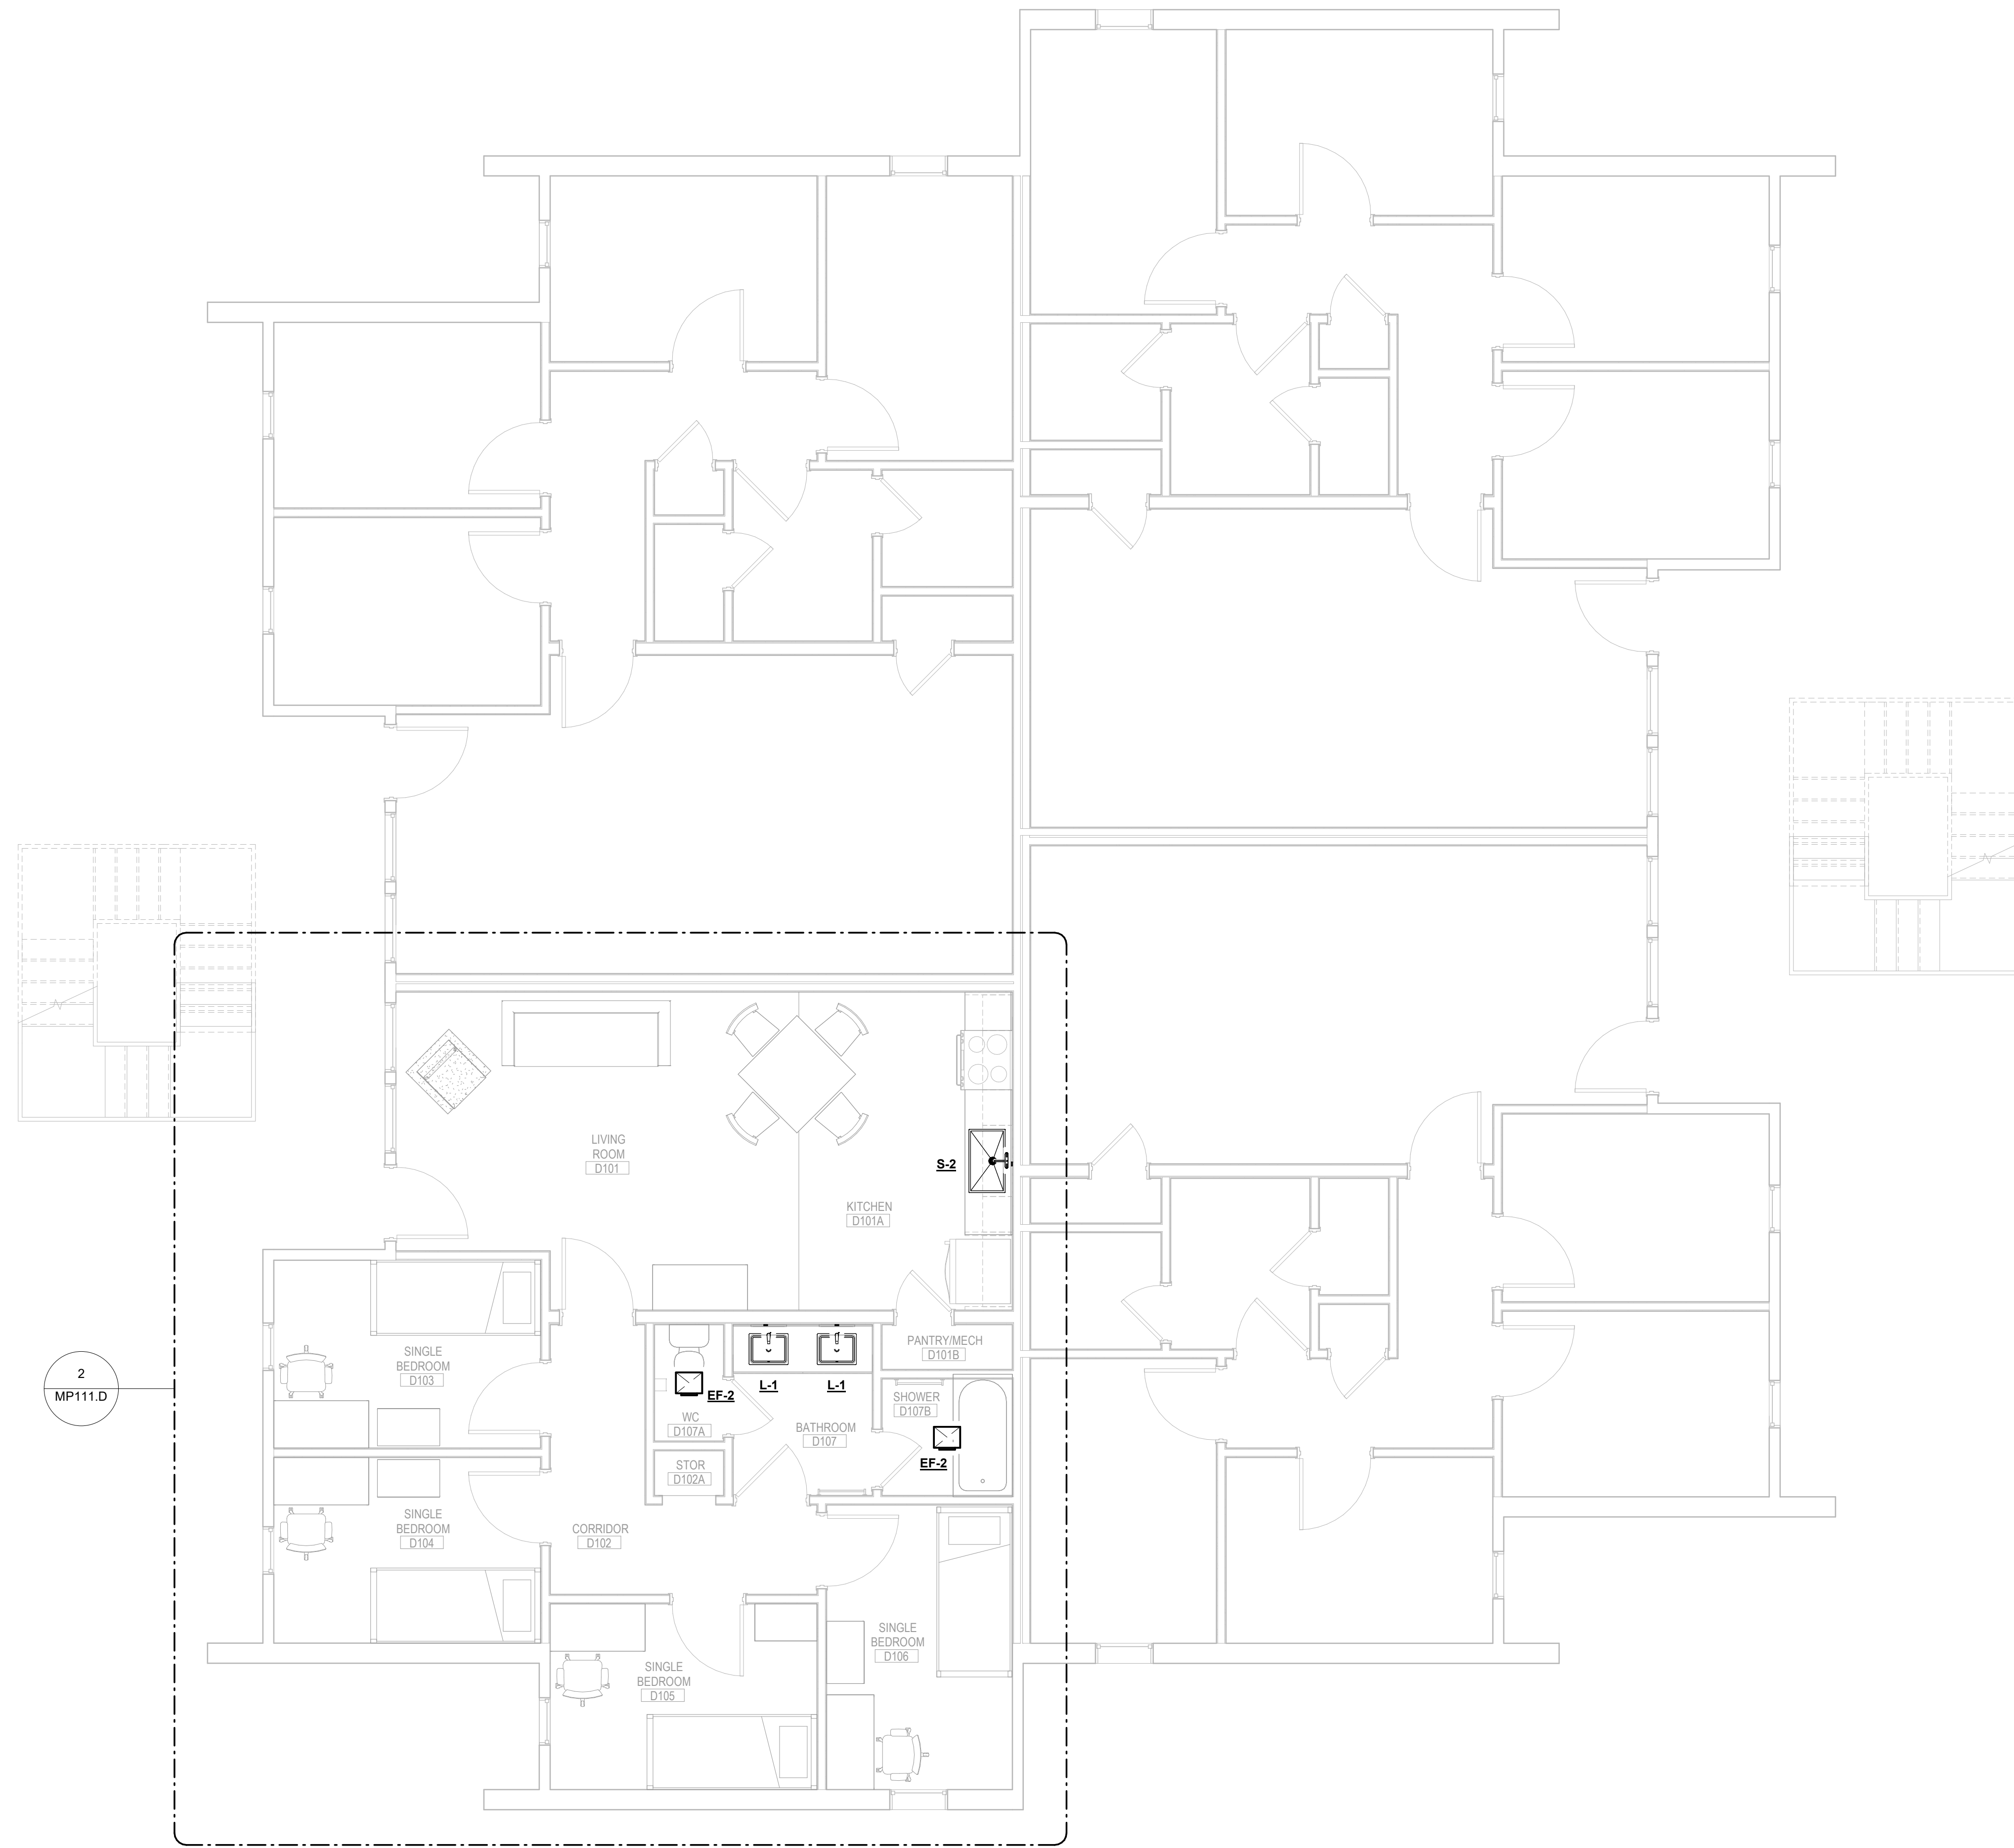 LIVING
ROOM
D101
S-2
KITCHEN
D101A
SINGLE
BEDROOM
D103
2
MP111.D
PANTRY/MECH
D101B
EF-2
L-1
L-1
SHOWER
D107B
WC
D107A
BATHROOM
D107
EF-2
STOR
D102A
SINGLE
BEDROOM
D104
CORRIDOR
D102
SINGLE
BEDROOM
D106
SINGLE
BEDROOM
D105